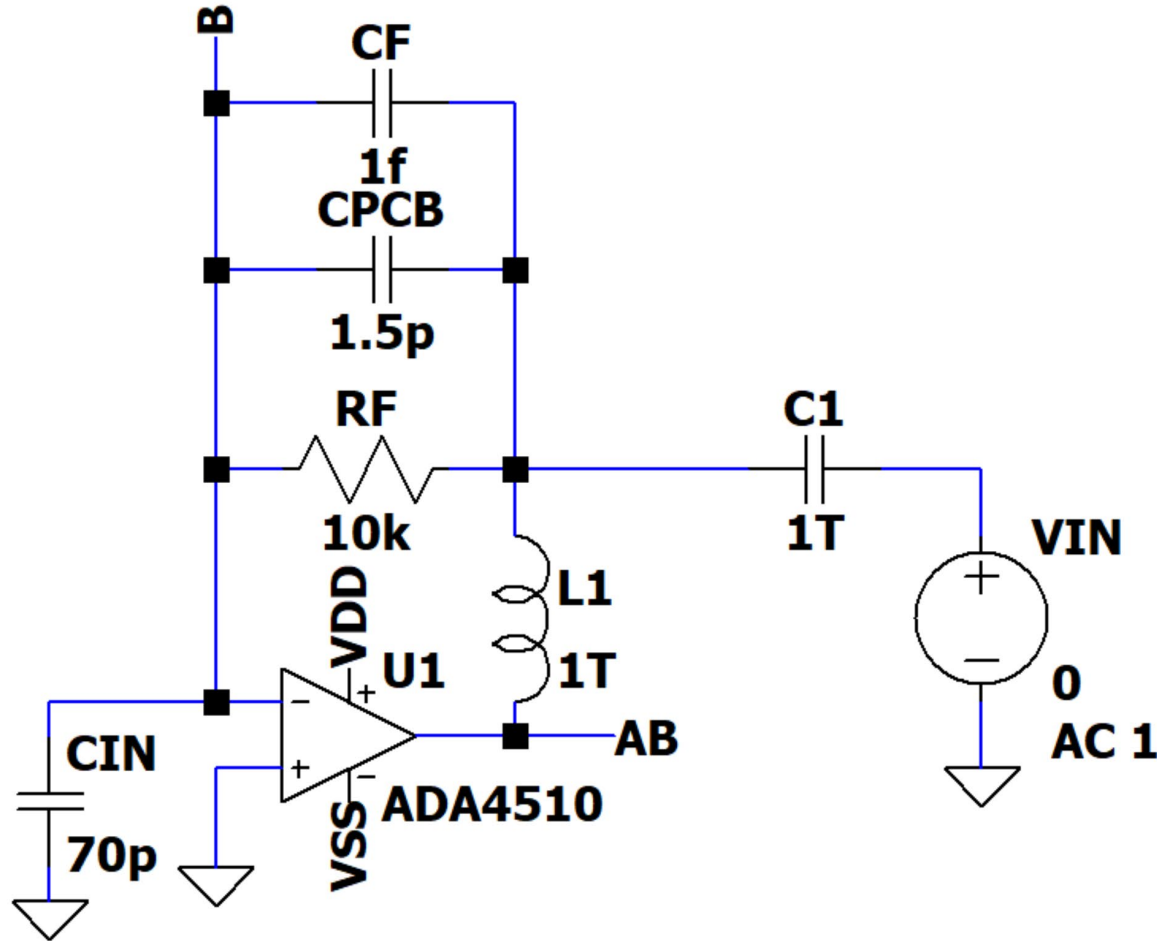 B
CF
1f
CPCB
1.5p
RF
10k
C1
1T
VIN
0
AC 1
L1
1T
VDD
U1
ADA4510
VSS
AB
CIN
70p